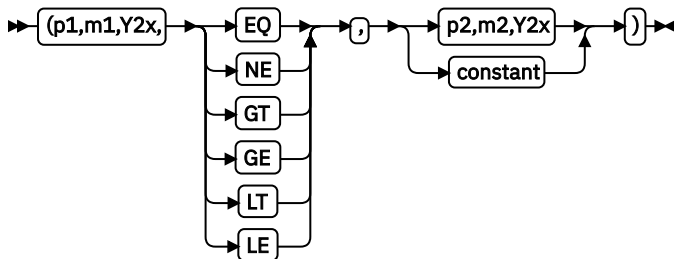 (p1,m1,Y2x, EQ , p2,m2,Y2x )
NE constant
GT
GE
LT
LE